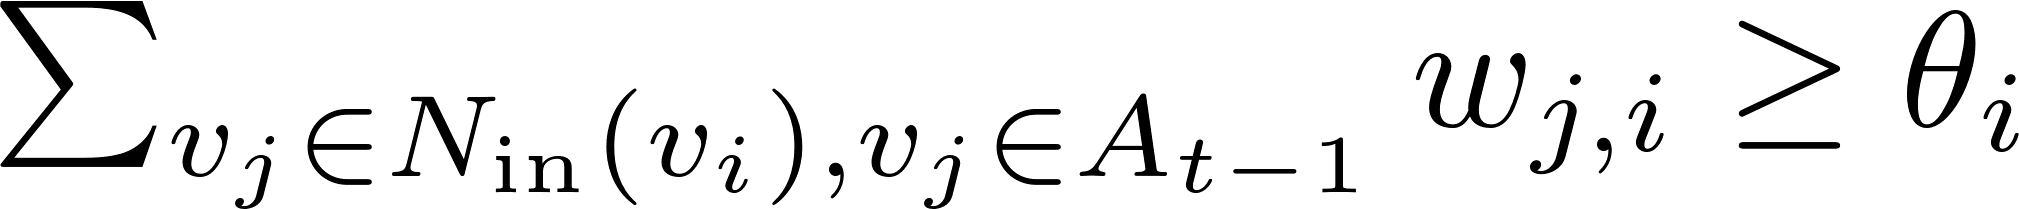 $\sum_{v_j \in N_{\text{in}}(v_i), v_j \in A_{t-1}} w_{j,i} \geq \theta_i$